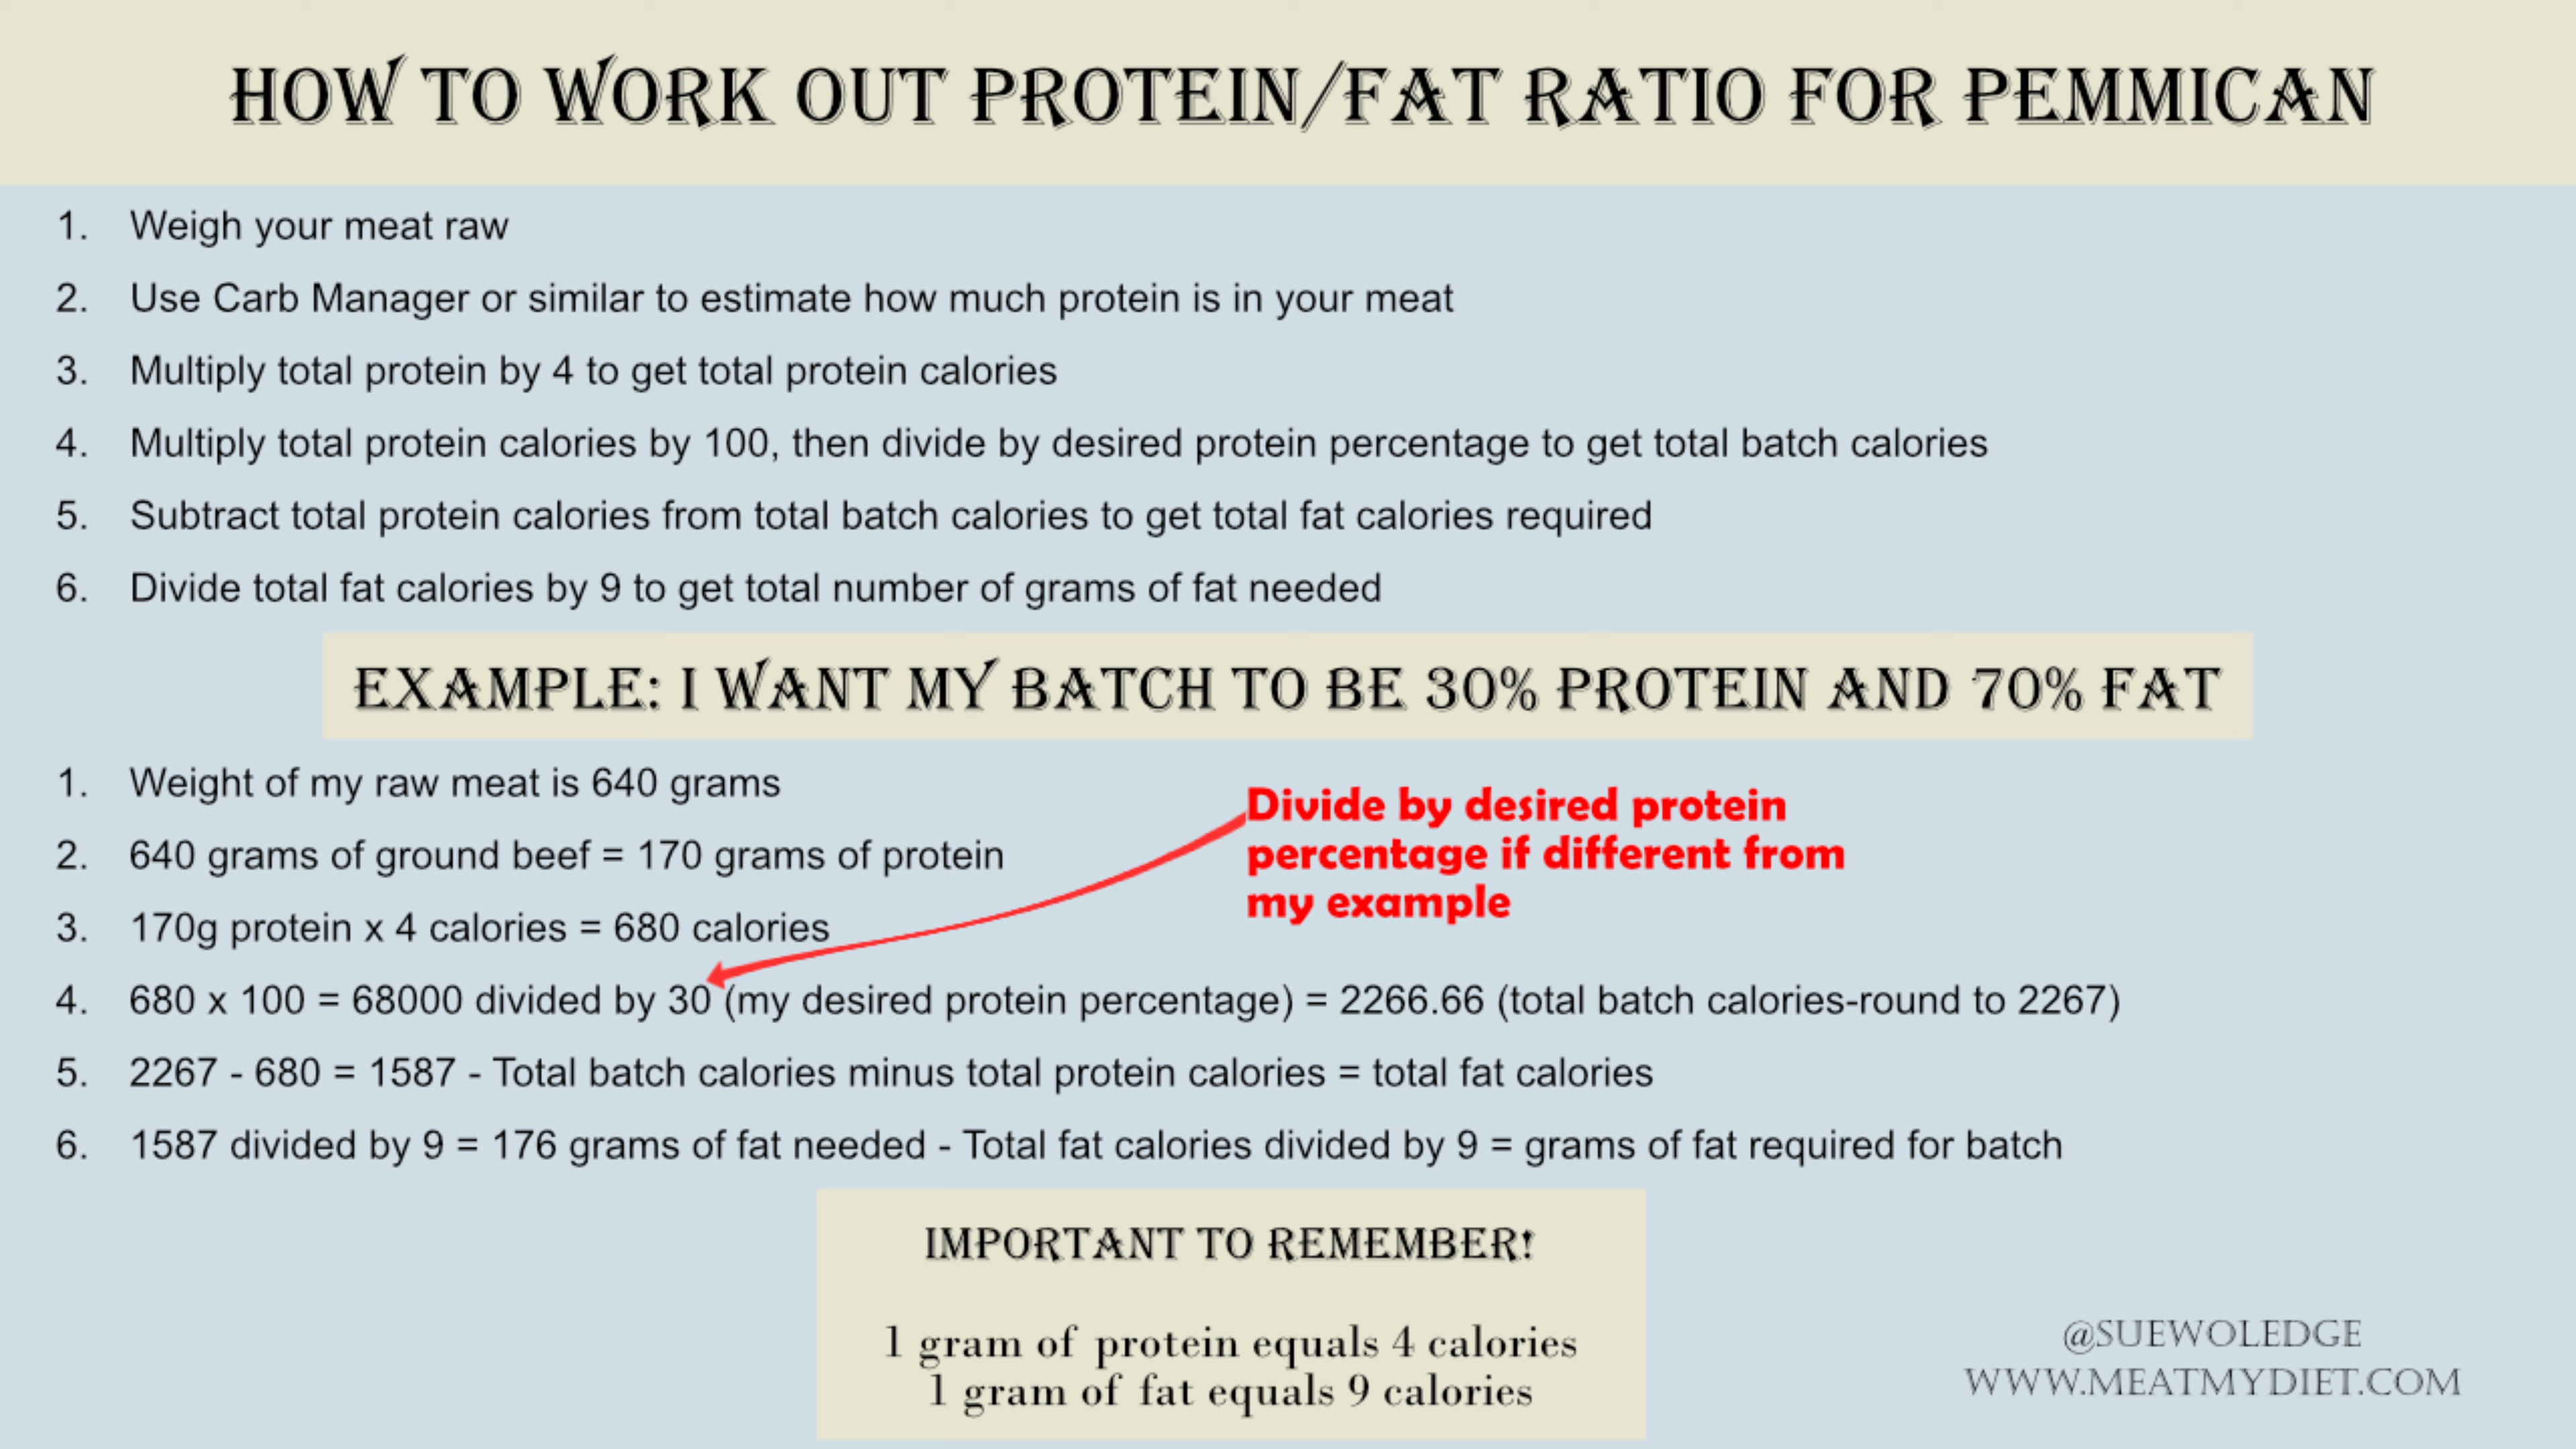 HOW TO WORK OUT PROTEIN/FAT RATIO FOR PEMMICAN
1. Weigh your meat raw
2. Use Carb Manager or similar to estimate how much protein is in your meat
3. Multiply total protein by 4 to get total protein calories
4. Multiply total protein calories by 100, then divide by desired protein percentage to get total batch calories
5. Subtract total protein calories from total batch calories to get total fat calories required
6. Divide total fat calories by 9 to get total number of grams of fat needed
EXAMPLE: I WANT MY BATCH TO BE 30% PROTEIN AND 70% FAT
1. Weight of my raw meat is 640 grams
2. 640 grams of ground beef = 170 grams of protein
3. 170g protein x 4 calories = 680 calories
Divide by desired protein
percentage if different from
my example
4. 680 x 100 = 68000 divided by 30 (my desired protein percentage) = 2266.66 (total batch calories-round to 2267)
5. 2267 - 680 = 1587 - Total batch calories minus total protein calories = total fat calories
6. 1587 divided by 9 = 176 grams of fat needed - Total fat calories divided by 9 = grams of fat required for batch
IMPORTANT TO REMEMBER!
1 gram of protein equals 4 calories
1 gram of fat equals 9 calories
@SUEWOLEDGE
WWW.MEATMYDIET.COM